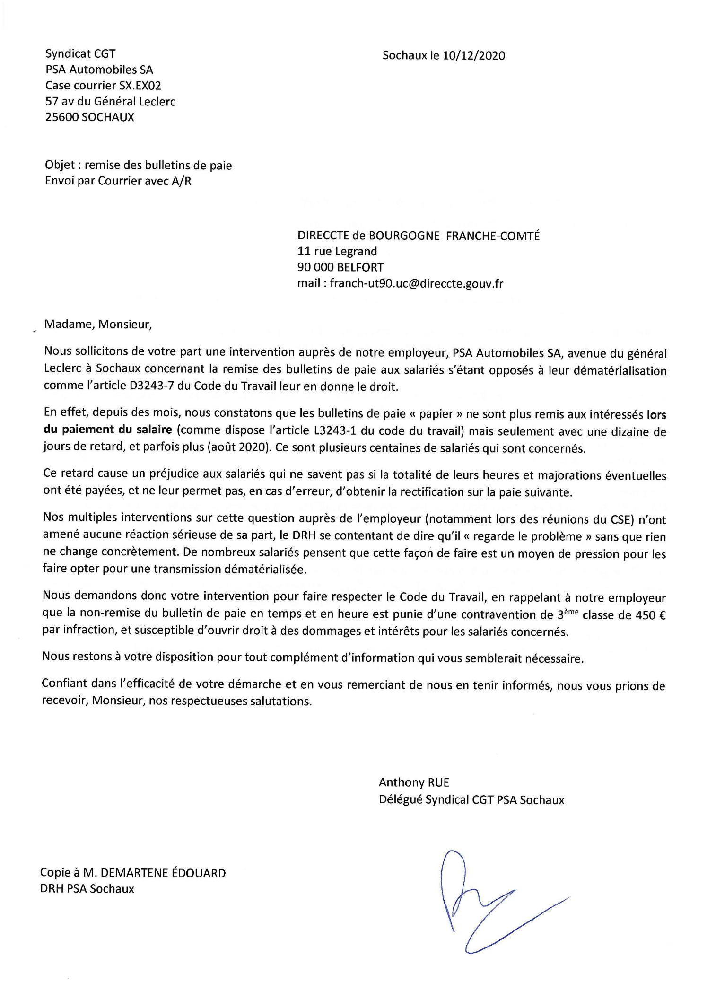 Syndicat CGT
Sochaux le 10/12/2020
PSA Automobiles SA
Case courrier SX.EX02
57 av du Général Leclerc
25600 SOCHAUX
Objet : remise des bulletins de paie
Envoi par Courrier avec A/R
DIRECCTE de BOURGOGNE FRANCHE-COMTÉ
11 rue Legrand
90 000 BELFORT
mail : franch-ut90.uc@direccte.gouv.fr
Madame, Monsieur,
Nous sollicitons de votre part une intervention auprès de notre employeur, PSA Automobiles SA, avenue du général
Leclerc à Sochaux concernant la remise des bulletins de paie aux salariés s’étant opposés à leur dématérialisation
comme l’article D3243-7 du Code du Travail leur en donne le droit.
En effet, depuis des mois, nous constatons que les bulletins de paie « papier » ne sont plus remis aux intéressés lors
du paiement du salaire (comme dispose l’article L3243-1 du code du travail) mais seulement avec une dizaine de
jours de retard, et parfois plus (août 2020). Ce sont plusieurs centaines de salariés qui sont concernés.
Ce retard cause un préjudice aux salariés qui ne savent pas si la totalité de leurs heures et majorations éventuelles
ont été payées, et ne leur permet pas, en cas d’erreur, d’obtenir la rectification sur la paie suivante.
Nos multiples interventions sur cette question auprès de l’employeur (notamment lors des réunions du CSE) n’ont
amené aucune réaction sérieuse de sa part, le DRH se contentant de dire qu’il « regarde le problème » sans que rien
ne change concrètement. De nombreux salariés pensent que cette façon de faire est un moyen de pression pour les
faire opter pour une transmission dématérialisée.
Nous demandons donc votre intervention pour faire respecter le Code du Travail, en rappelant à notre employeur
que la non-remise du bulletin de paie en temps et en heure est punie d’une contravention de 3ème classe de 450 €
par infraction, et susceptible d’ouvrir droit à des dommages et intérêts pour les salariés concernés.
Nous restons à votre disposition pour tout complément d’information qui vous semblerait nécessaire.
Confiant dans l’efficacité de votre démarche et en vous remerciant de nous en tenir informés, nous vous prions de
recevoir, Monsieur, nos respectueuses salutations.
Anthony RUE
Délégué Syndical CGT PSA Sochaux
Copie à M. DEMARTENE ÉDOUARD
DRH PSA Sochaux